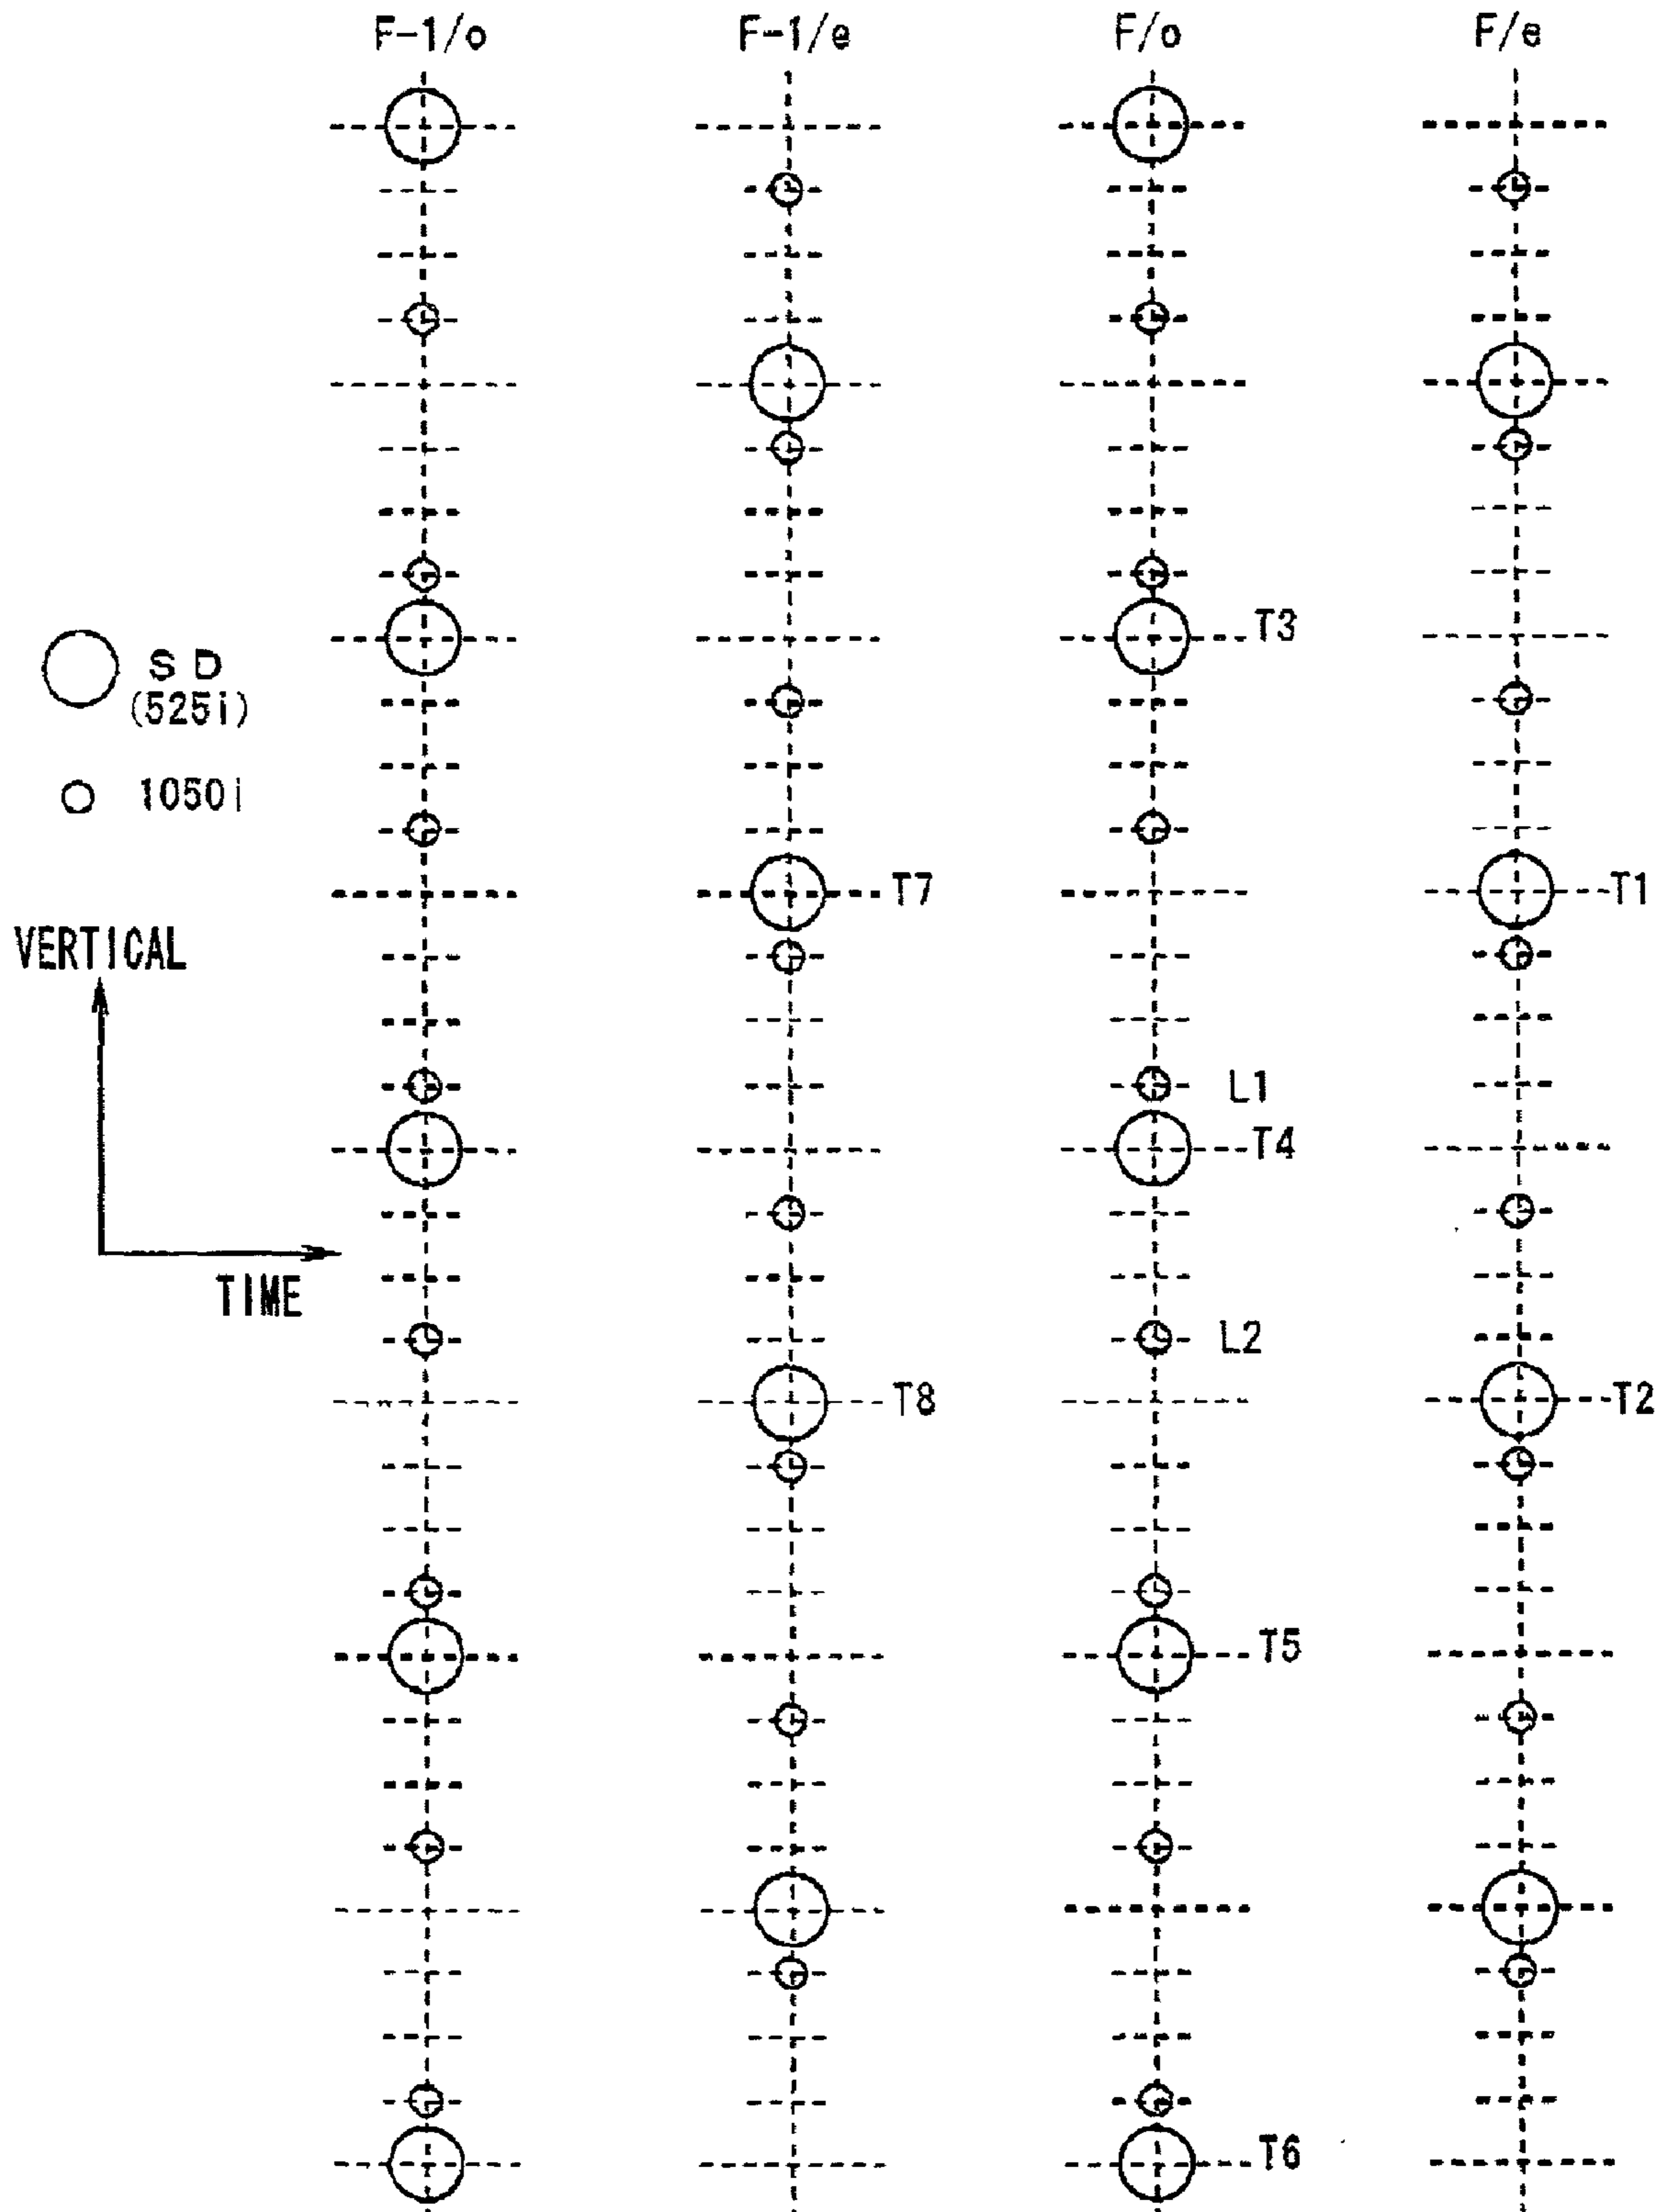 F-1/o F-1/e F/o F/e
T3
SD
(525i)
1050i
T7 T1
VERTICAL
L1
T4
TIME
L2
T8 T2
T5
T6